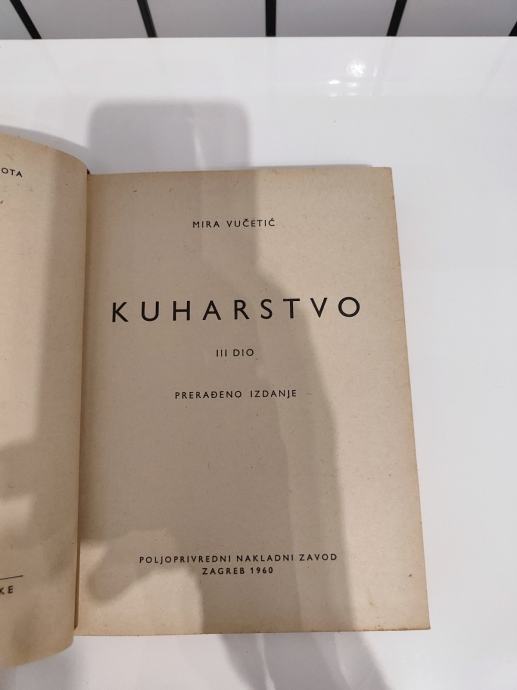 MIRA VUČETIĆ
KUHARSTVO
III DIO
PRERAĐENO IZDANJE
POLJOPRIVREDNI NAKLADNI ZAVOD
ZAGREB 1960